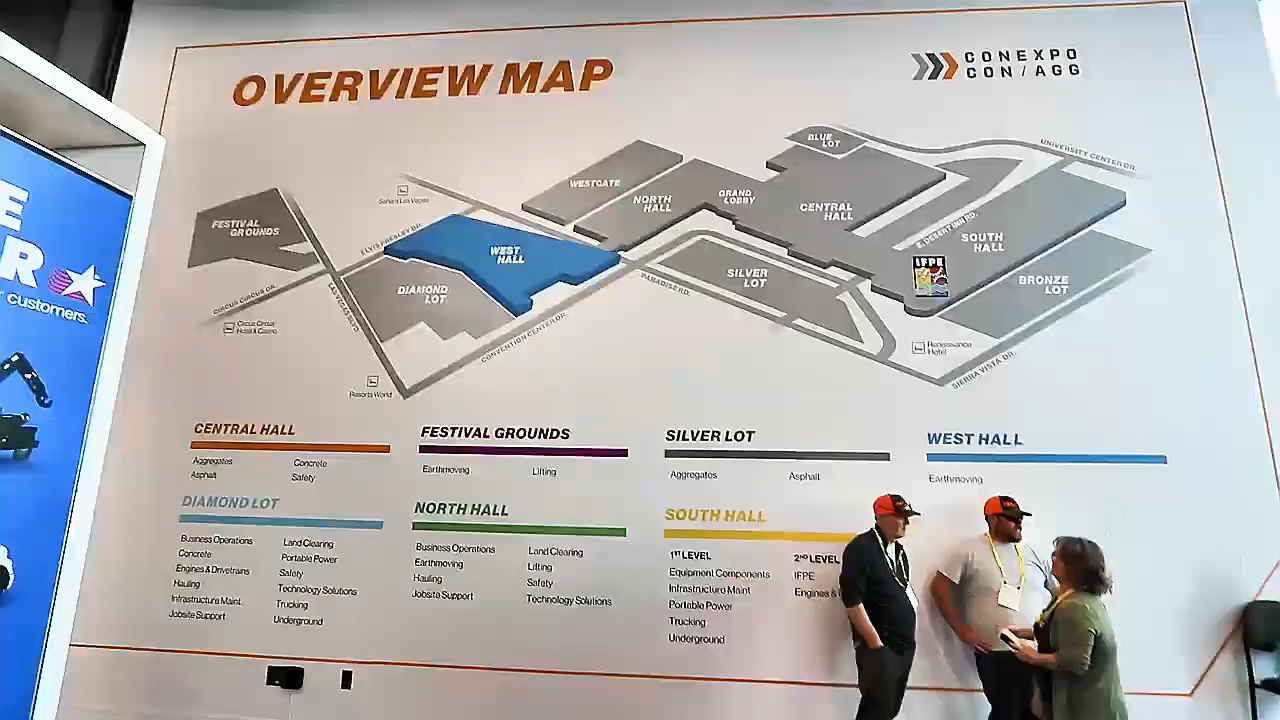 OVERVIEW MAP
CONEXPO
CON/AGG
E
R
customers.
BLUE
LOT
UNIVERSITY CENTER DR.
WESTGATE
NORTH
HALL
GRAND
LOBBY
CENTRAL
HALL
Sahara Las Vegas
FESTIVAL
GROUNDS
ELVIS PRESLEY DR.
WEST
HALL
E. DESERT INN RD.
SOUTH
HALL
IFPE
SILVER
LOT
BRONZE
LOT
DIAMOND
LOT
PARADISE RD.
CIRCUS CIRCUS DR.
LAS VEGAS BLVD.
Circus Circus
Hotel & Casino
CONVENTION CENTER DR.
Renaissance
Hotel
SIERRA VISTA DR.
Resorts World
CENTRAL HALL
Aggregates
Asphalt
Concrete
Safety
FESTIVAL GROUNDS
Earthmoving
Lifting
SILVER LOT
Aggregates
Asphalt
WEST HALL
Earthmoving
DIAMOND LOT
Business Operations
Concrete
Engines & Drivetrains
Hauling
Infrastructure Maint.
Jobsite Support
Land Clearing
Portable Power
Safety
Technology Solutions
Trucking
Underground
NORTH HALL
Business Operations
Earthmoving
Hauling
Jobsite Support
Land Clearing
Lifting
Safety
Technology Solutions
SOUTH HALL
1ST LEVEL
Equipment Components
Infrastructure Maint
Portable Power
Trucking
Underground
2ND LEVEL
IFPE
Engines &